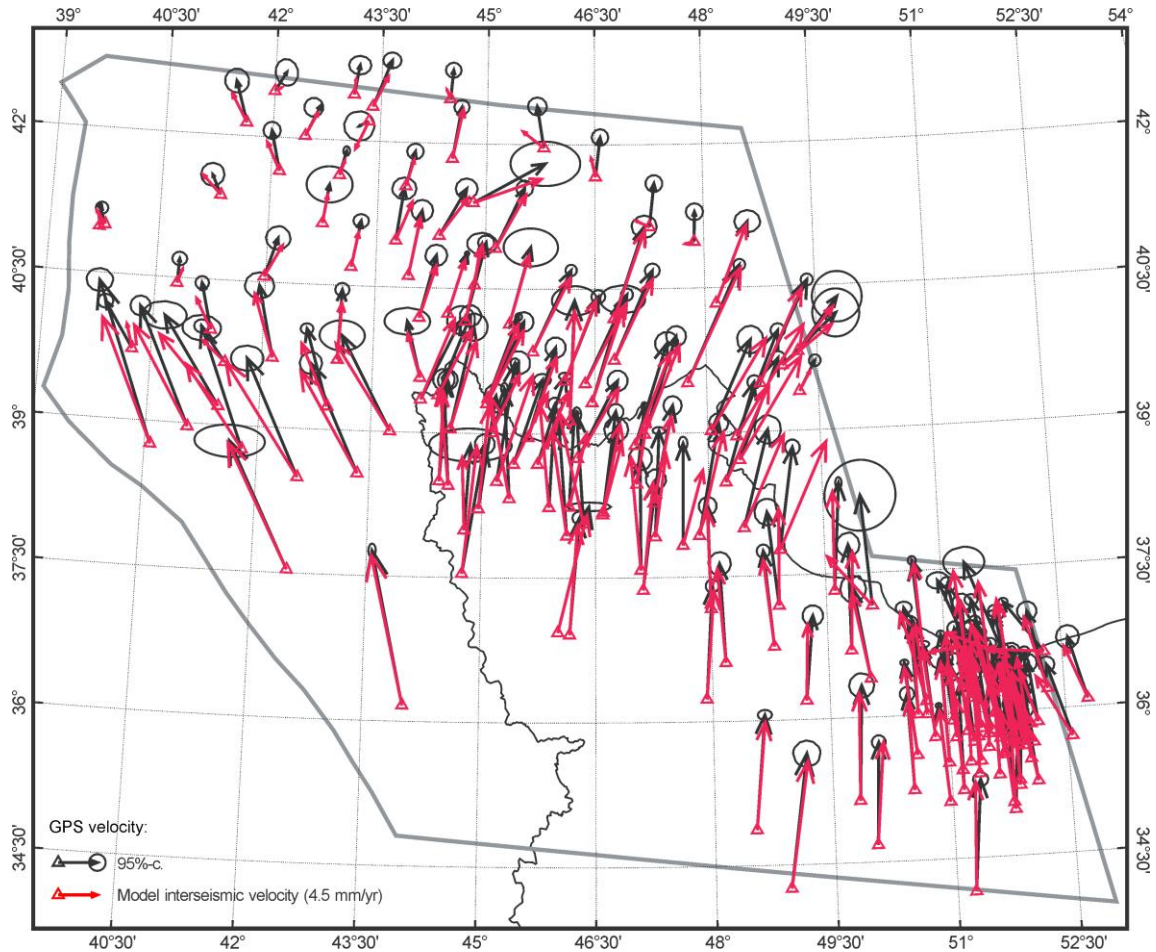 39° 40°30' 42° 43°30' 45° 46°30' 48° 49°30' 51° 52°30' 54°
42° 42°
40°30' 40°30'
39° 39°
37°30' 37°30'
36° 36°
34°30' 34°30'
GPS velocity:
95%-c.
Model interseismic velocity (4.5 mm/yr)
40°30' 42° 43°30' 45° 46°30' 48° 49°30' 51° 52°30'